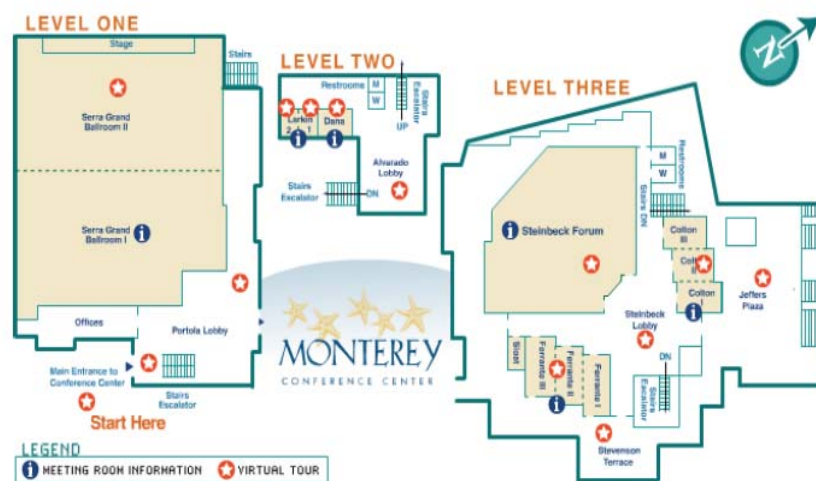 LEVEL ONE
Stage
Stairs
Serra Grand
Ballroom II
Serra Grand
Ballroom I
Offices
Portola Lobby
Main Entrance to
Conference Center
Stairs
Escalator
Start Here
LEVEL TWO
Restrooms
M
W
Stairs
Escalator
UP
Larkin
2 1
Dana
Alvarado
Lobby
Stairs
Escalator
DN
MONTEREY
CONFERENCE CENTER
LEVEL THREE
N
Restrooms
M
W
Stairs DN
Steinbeck Forum
Colton
III
Colton
II
Colton
I
Jeffers
Plaza
Steinbeck
Lobby
Sloat
Ferrante III
Ferrante II
Ferrante I
DN
Stairs
Escalator
Stevenson
Terrace
LEGEND
i MEETING ROOM INFORMATION
VIRTUAL TOUR